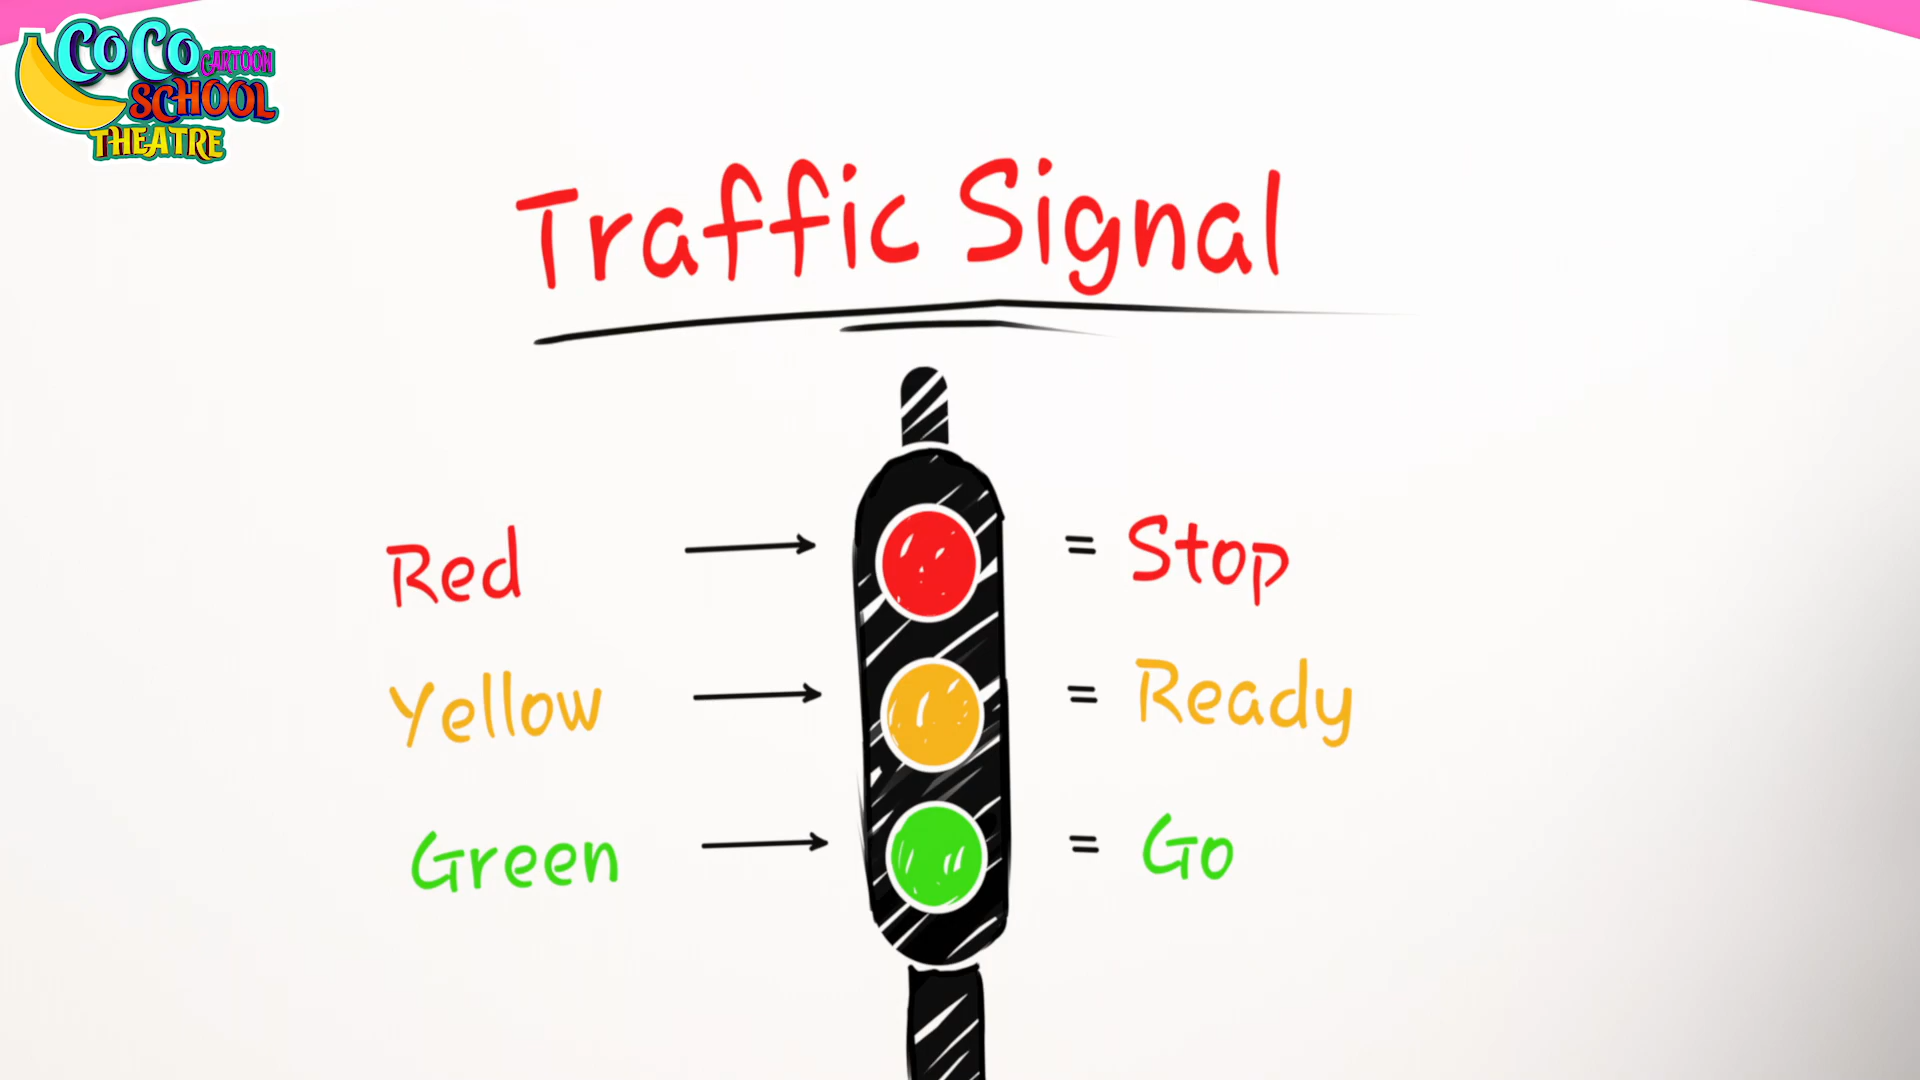 COCO CARTOON
SCHOOL
THEATRE
Traffic Signal
Red = Stop
Yellow = Ready
Green = Go